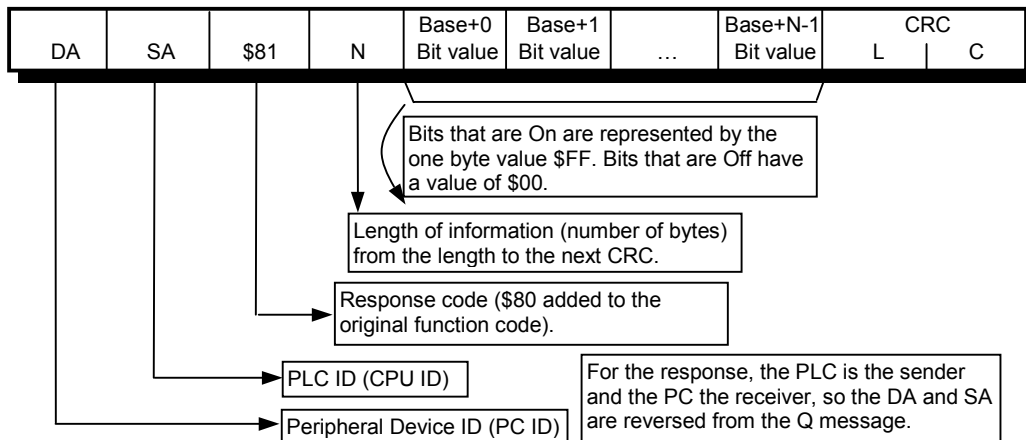 Base+0 Base+1 Base+N-1 CRC
DA SA $81 N Bit value Bit value … Bit value L | C
Bits that are On are represented by the
one byte value $FF. Bits that are Off have
a value of $00.
Length of information (number of bytes)
from the length to the next CRC.
Response code ($80 added to the
original function code).
PLC ID (CPU ID)
Peripheral Device ID (PC ID)
For the response, the PLC is the sender
and the PC the receiver, so the DA and SA
are reversed from the Q message.